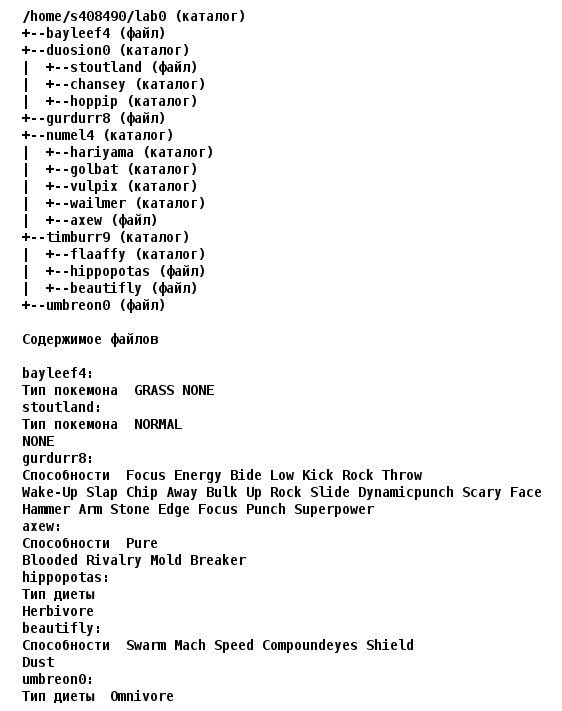 /home/s408490/lab0 (каталог)
+--bayleef4 (файл)
+--duosion0 (каталог)
|  +--stoutland (файл)
|  +--chansey (каталог)
|  +--hoppip (каталог)
+--gurdurr8 (файл)
+--numel4 (каталог)
|  +--hariyama (каталог)
|  +--golbat (каталог)
|  +--vulpix (каталог)
|  +--wailmer (каталог)
|  +--axew (файл)
+--timburr9 (каталог)
|  +--flaaffy (каталог)
|  +--hippopotas (файл)
|  +--beautifly (файл)
+--umbreon0 (файл)
Содержимое файлов
bayleef4:
Тип покемона  GRASS NONE
stoutland:
Тип покемона  NORMAL
NONE
gurdurr8:
Способности  Focus Energy Bide Low Kick Rock Throw
Wake-Up Slap Chip Away Bulk Up Rock Slide Dynamicpunch Scary Face
Hammer Arm Stone Edge Focus Punch Superpower
axew:
Способности  Pure
Blooded Rivalry Mold Breaker
hippopotas:
Тип диеты
Herbivore
beautifly:
Способности  Swarm Mach Speed Compoundeyes Shield
Dust
umbreon0:
Тип диеты  Omnivore